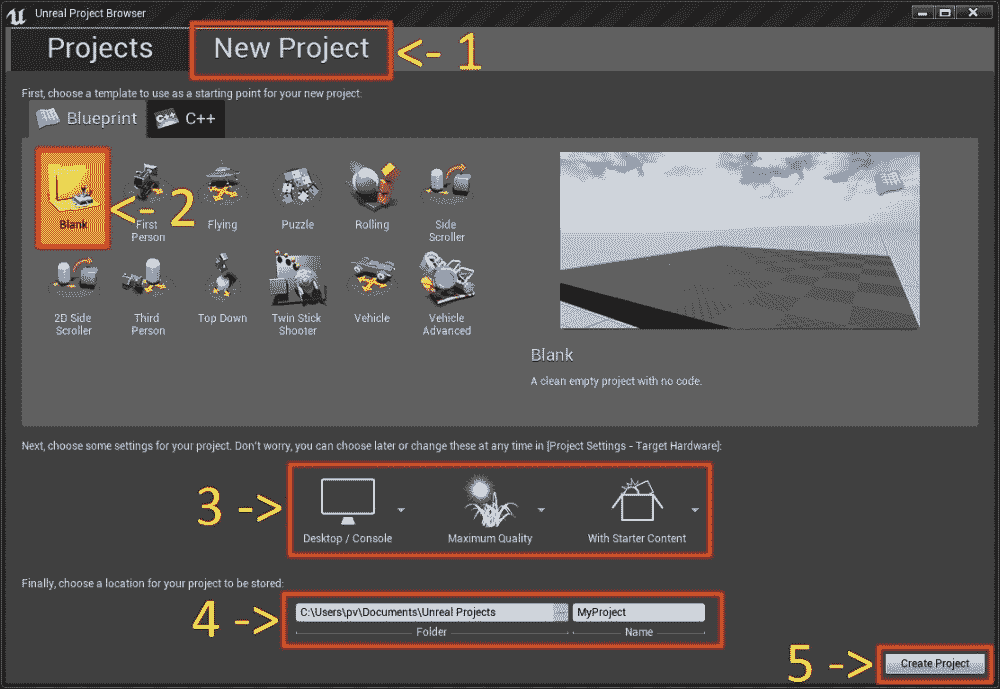 Unreal Project Browser
Projects
New Project
<- 1
First, choose a template to use as a starting point for your new project.
Blueprint
C++
C++
Blank
<- 2
First
Person
Flying
Puzzle
Rolling
Side
Scroller
2D Side
Scroller
Third
Person
Top Down
Twin Stick
Shooter
Vehicle
Vehicle
Advanced
Blank
A clean empty project with no code.
Next, choose some settings for your project. Don't worry, you can choose later or change these at any time in [Project Settings - Target Hardware]:
3 ->
Desktop / Console
Maximum Quality
With Starter Content
Finally, choose a location for your project to be stored:
4 ->
C:\Users\pv\Documents\Unreal Projects
MyProject
Folder
Name
5 ->
Create Project